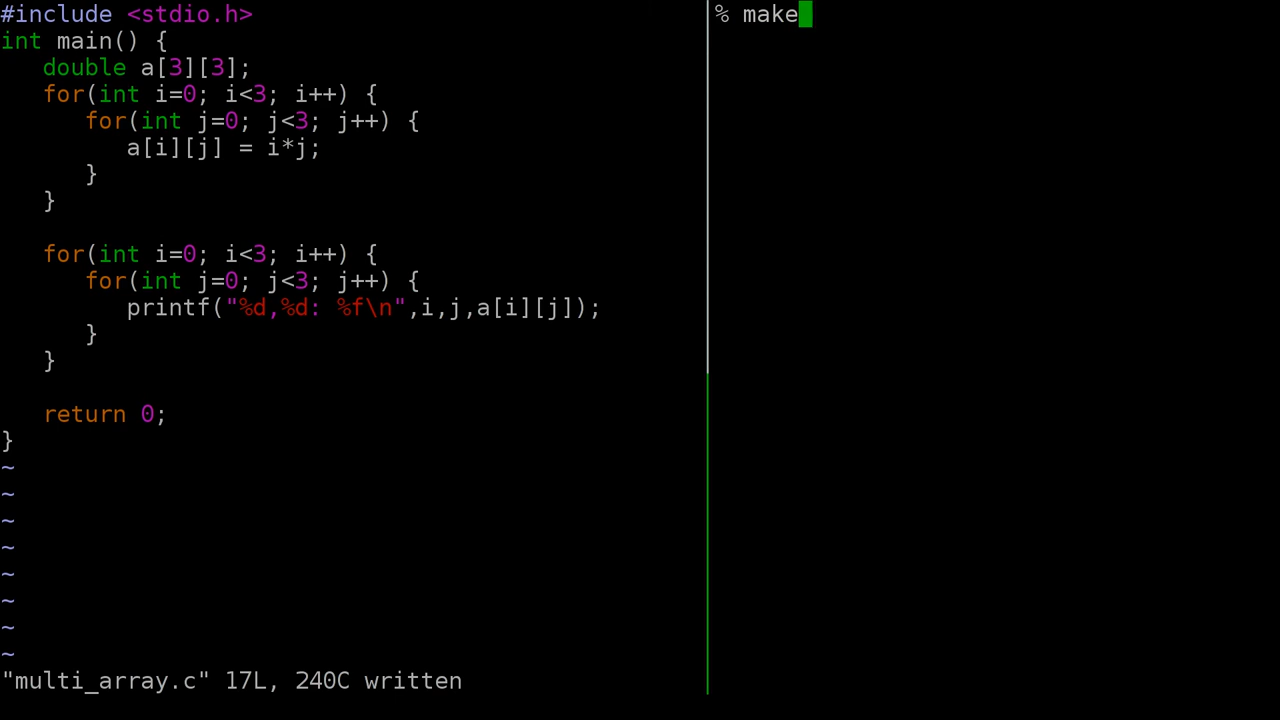 #include <stdio.h>
int main() {
   double a[3][3];
   for(int i=0; i<3; i++) {
      for(int j=0; j<3; j++) {
         a[i][j] = i*j;
      }
   }

   for(int i=0; i<3; i++) {
      for(int j=0; j<3; j++) {
         printf("%d,%d: %f\n",i,j,a[i][j]);
      }
   }

   return 0;
}
~
~
~
~
~
~
~
~
"multi_array.c" 17L, 240C written
% make